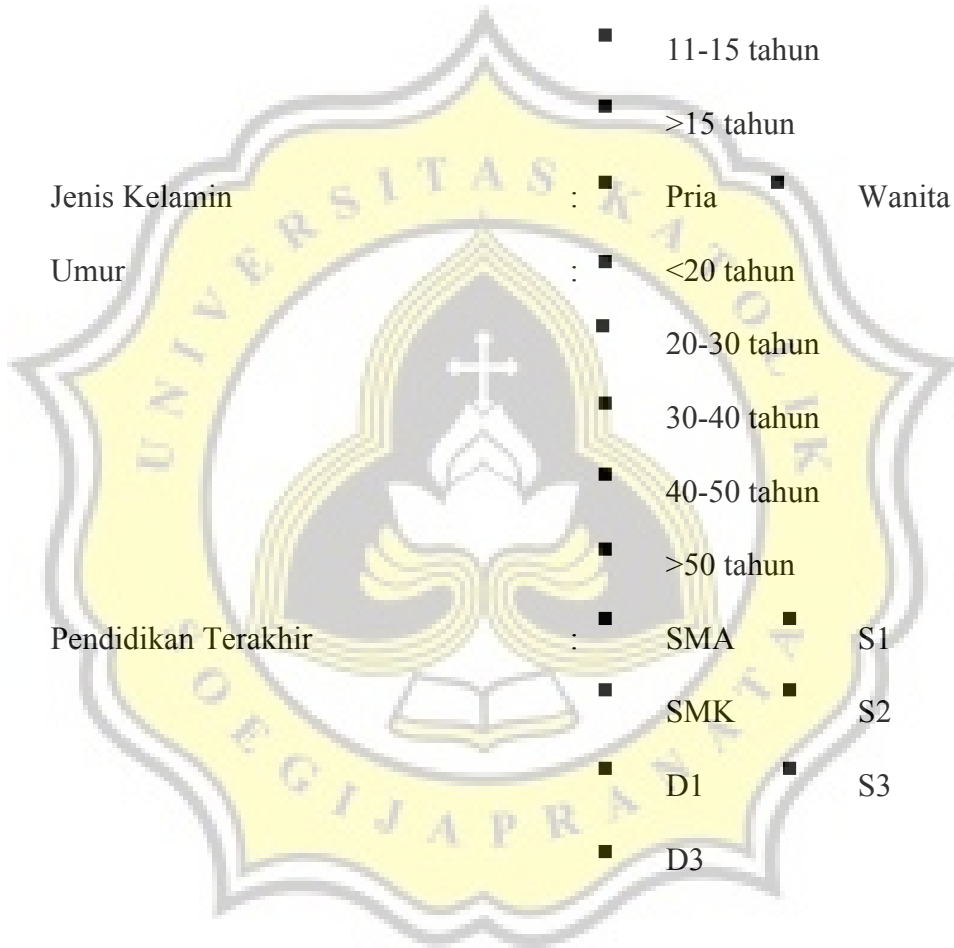 ■ 11-15 tahun
■ >15 tahun
Jenis Kelamin : ■ Pria ■ Wanita
Umur : ■ <20 tahun
■ 20-30 tahun
■ 30-40 tahun
■ 40-50 tahun
■ >50 tahun
Pendidikan Terakhir : ■ SMA ■ S1
■ SMK ■ S2
■ D1 ■ S3
■ D3
UNIVERSITAS KATOLIK
SOEGIJAPRANATA